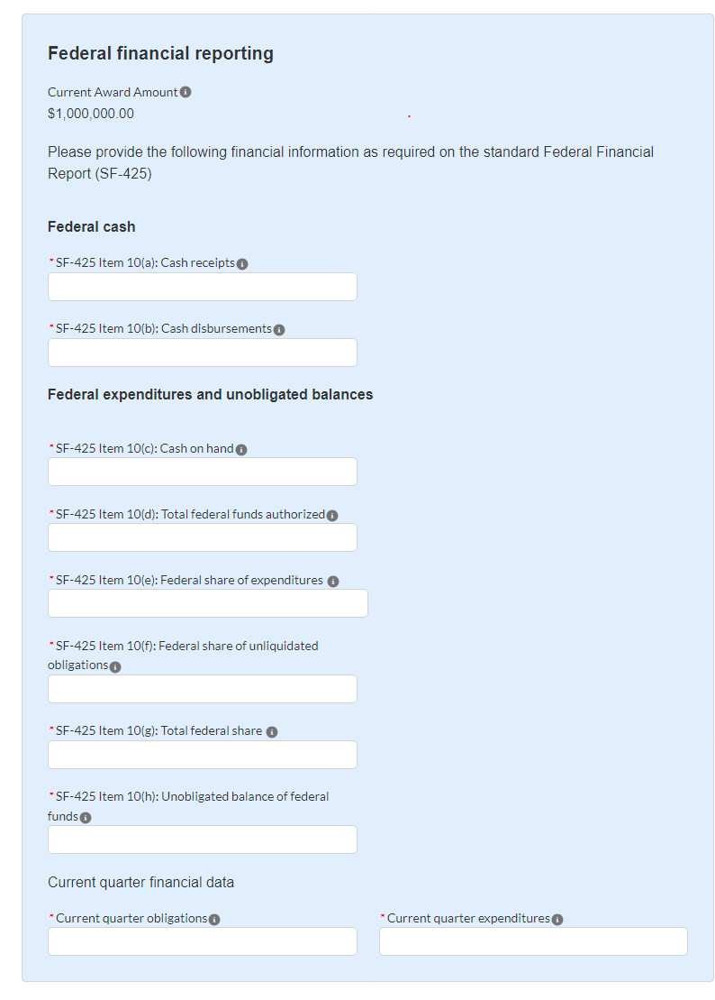 Federal financial reporting
Current Award Amount
$1,000,000.00
Please provide the following financial information as required on the standard Federal Financial
Report (SF-425)
Federal cash
* SF-425 Item 10(a): Cash receipts
* SF-425 Item 10(b): Cash disbursements
Federal expenditures and unobligated balances
* SF-425 Item 10(c): Cash on hand
* SF-425 Item 10(d): Total federal funds authorized
* SF-425 Item 10(e): Federal share of expenditures
* SF-425 Item 10(f): Federal share of unliquidated
obligations
* SF-425 Item 10(g): Total federal share
* SF-425 Item 10(h): Unobligated balance of federal
funds
Current quarter financial data
* Current quarter obligations
* Current quarter expenditures